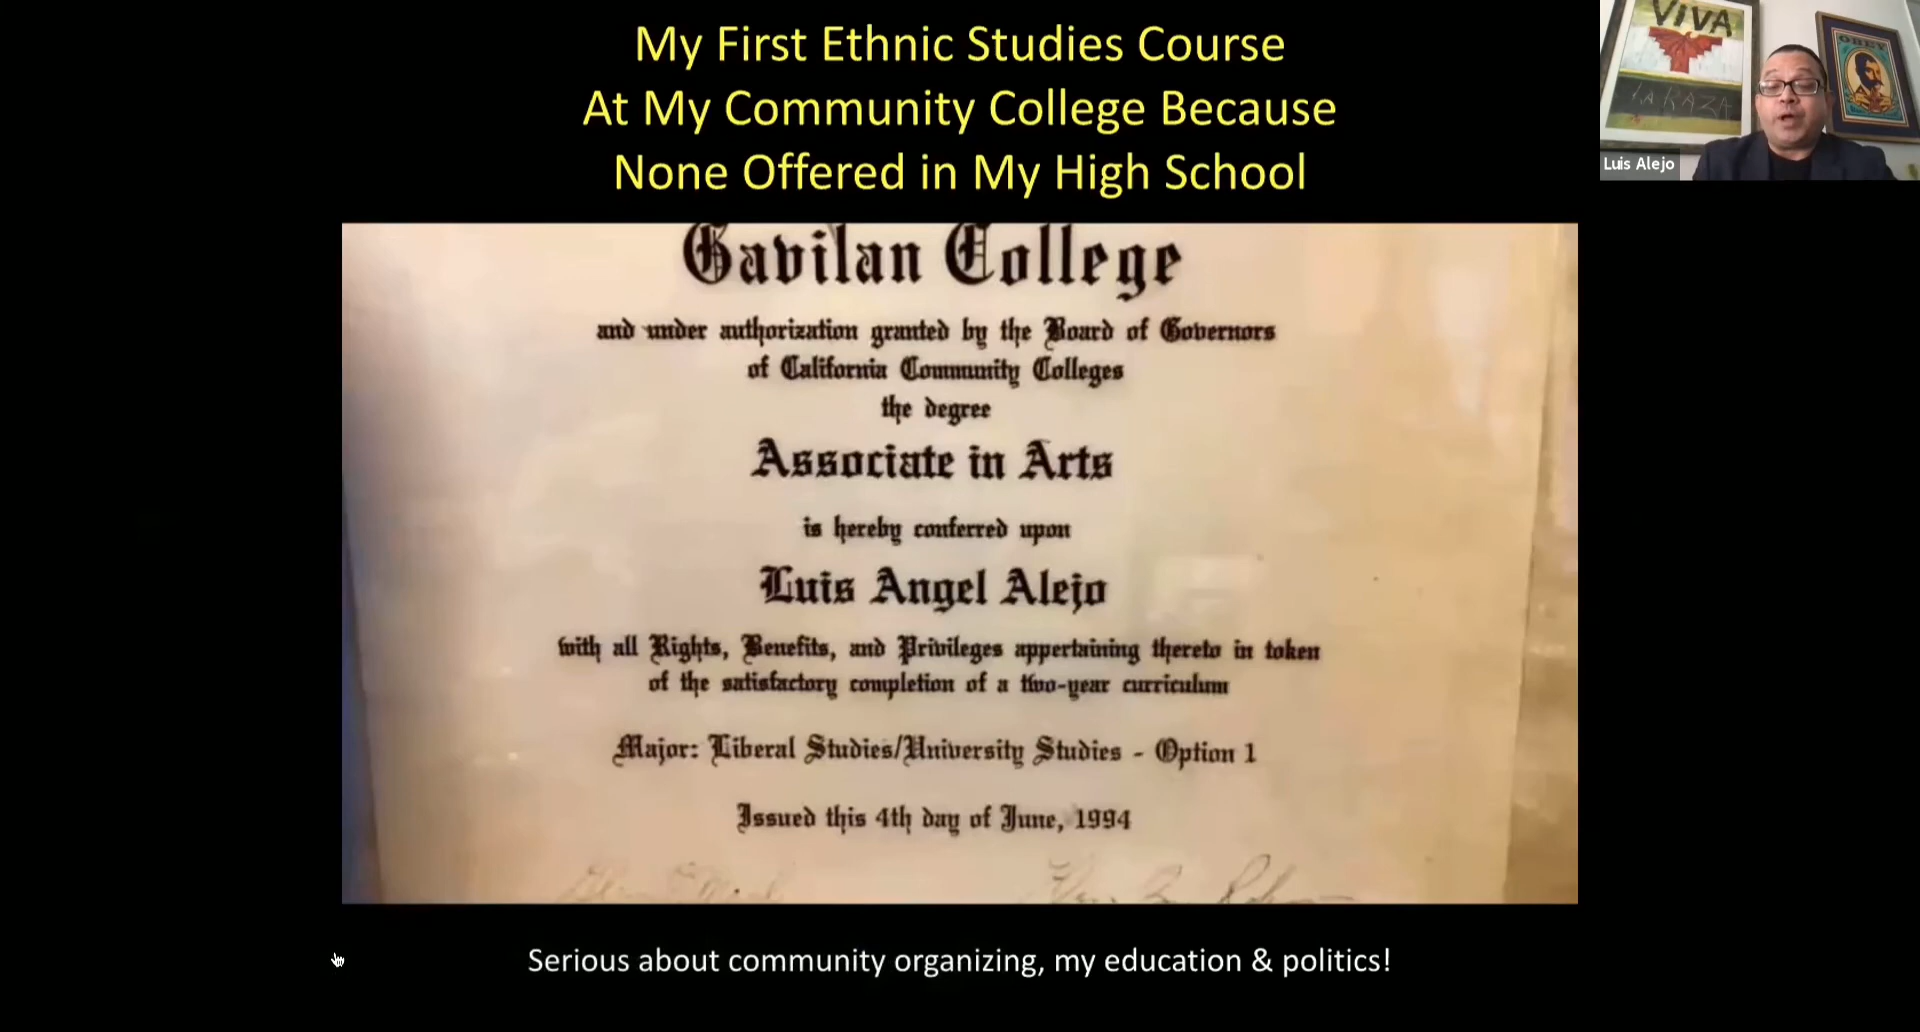 My First Ethnic Studies Course
At My Community College Because
None Offered in My High School
VIVA
LA RAZA
OBEY
Luis Alejo
Gavilan College
and under authorization granted by the Board of Governors
of California Community Colleges
the degree
Associate in Arts
is hereby conferred upon
Luis Angel Alejo
with all Rights, Benefits, and Privileges appertaining thereto in token
of the satisfactory completion of a two-year curriculum
Major: Liberal Studies/University Studies - Option 1
Issued this 4th day of June, 1994
Serious about community organizing, my education & politics!